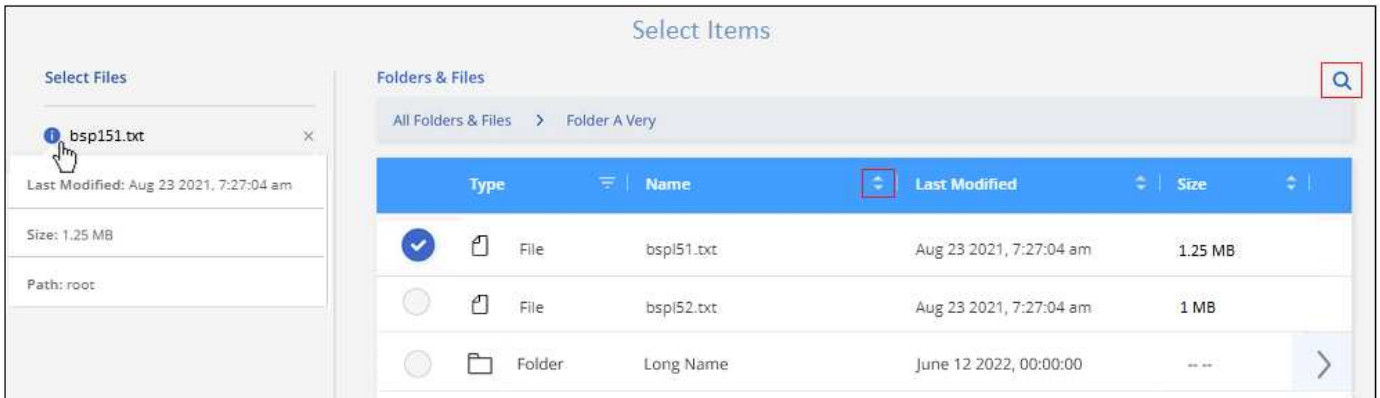 Select Items
Select Files
bsp151.txt
Last Modified: Aug 23 2021, 7:27:04 am
Size: 1.25 MB
Path: root
Folders & Files
All Folders & Files > Folder A Very
Type Name Last Modified Size
File bspl51.txt Aug 23 2021, 7:27:04 am 1.25 MB
File bspl52.txt Aug 23 2021, 7:27:04 am 1 MB
Folder Long Name June 12 2022, 00:00:00 -- --